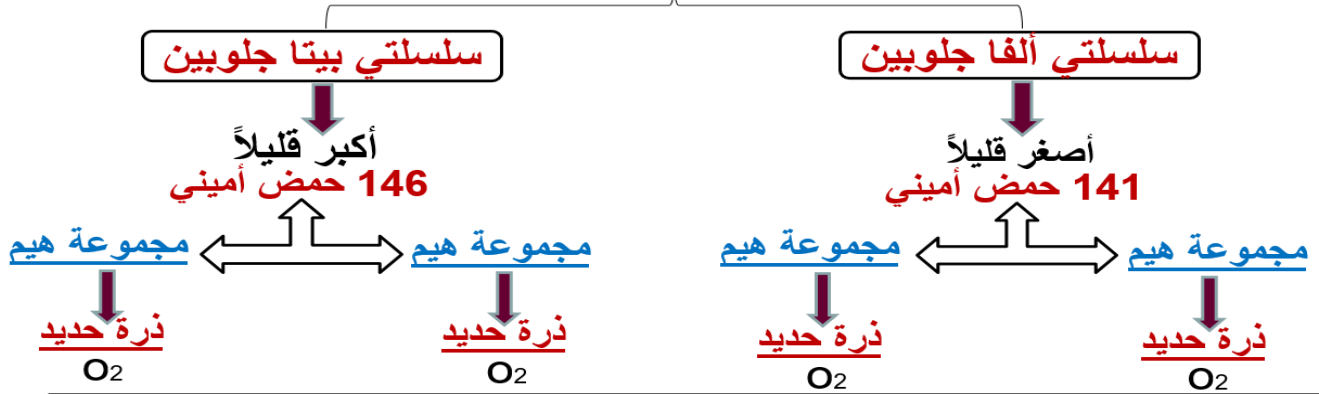 سلسلتي ألفا جلوبين
أصغر قليلاً
141 حمض أميني
مجموعة هيم
مجموعة هيم
ذرة حديد
ذرة حديد
O2
O2
سلسلتي بيتا جلوبين
أكبر قليلاً
146 حمض أميني
مجموعة هيم
مجموعة هيم
ذرة حديد
ذرة حديد
O2
O2